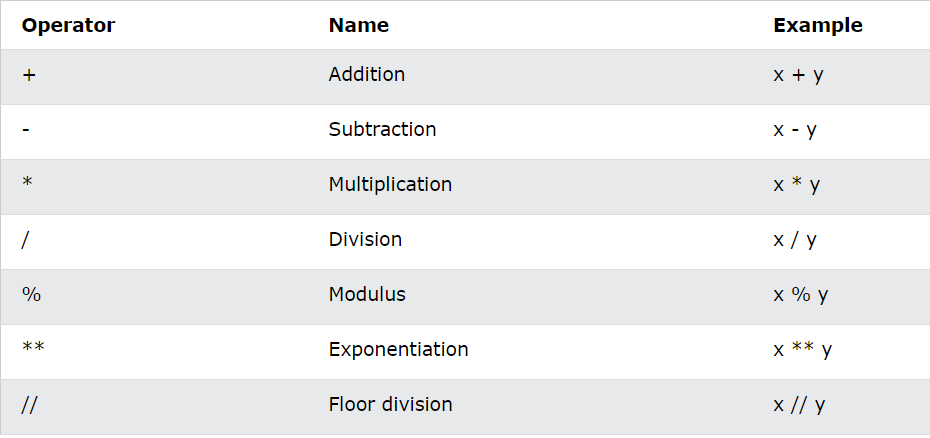 Operator Name Example
+ Addition x + y
- Subtraction x - y
* Multiplication x * y
/ Division x / y
% Modulus x % y
** Exponentiation x ** y
// Floor division x // y